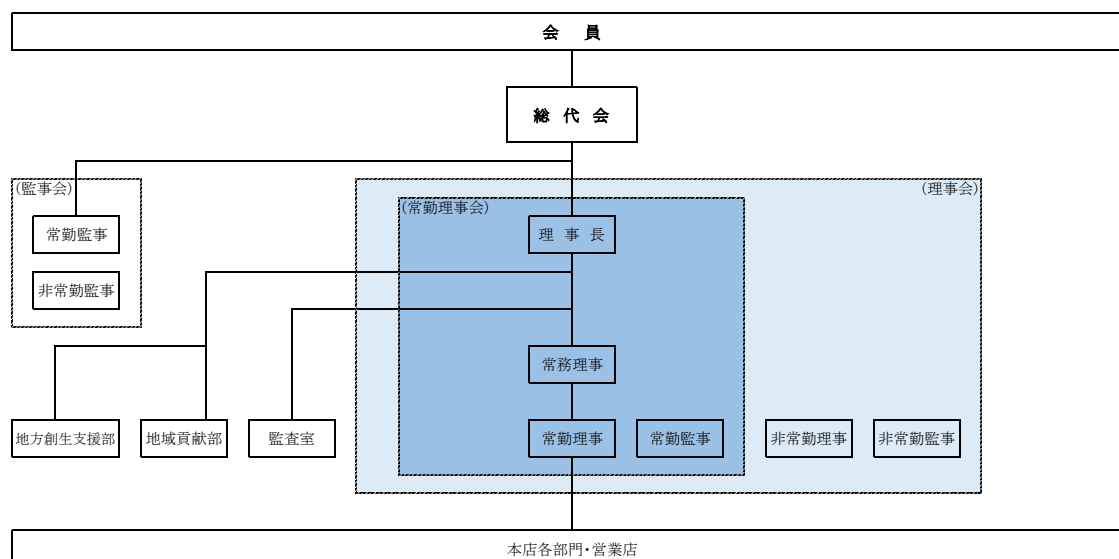 会 員
総 代 会
(監事会)
(理事会)
(常勤理事会)
常勤監事
理 事 長
非常勤監事
常務理事
地方創生支援部
地域貢献部
監査室
常勤理事
常勤監事
非常勤理事
非常勤監事
本店各部門・営業店